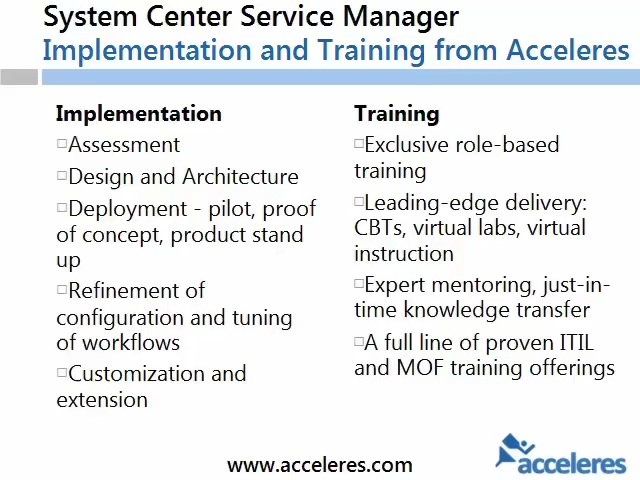 System Center Service Manager
Implementation and Training from Acceleres
Implementation
Assessment
Design and Architecture
Deployment - pilot, proof
of concept, product stand
up
Refinement of
configuration and tuning
of workflows
Customization and
extension
Training
Exclusive role-based
training
Leading-edge delivery:
CBTs, virtual labs, virtual
instruction
Expert mentoring, just-in-
time knowledge transfer
A full line of proven ITIL
and MOF training offerings
www.acceleres.com
acceleres